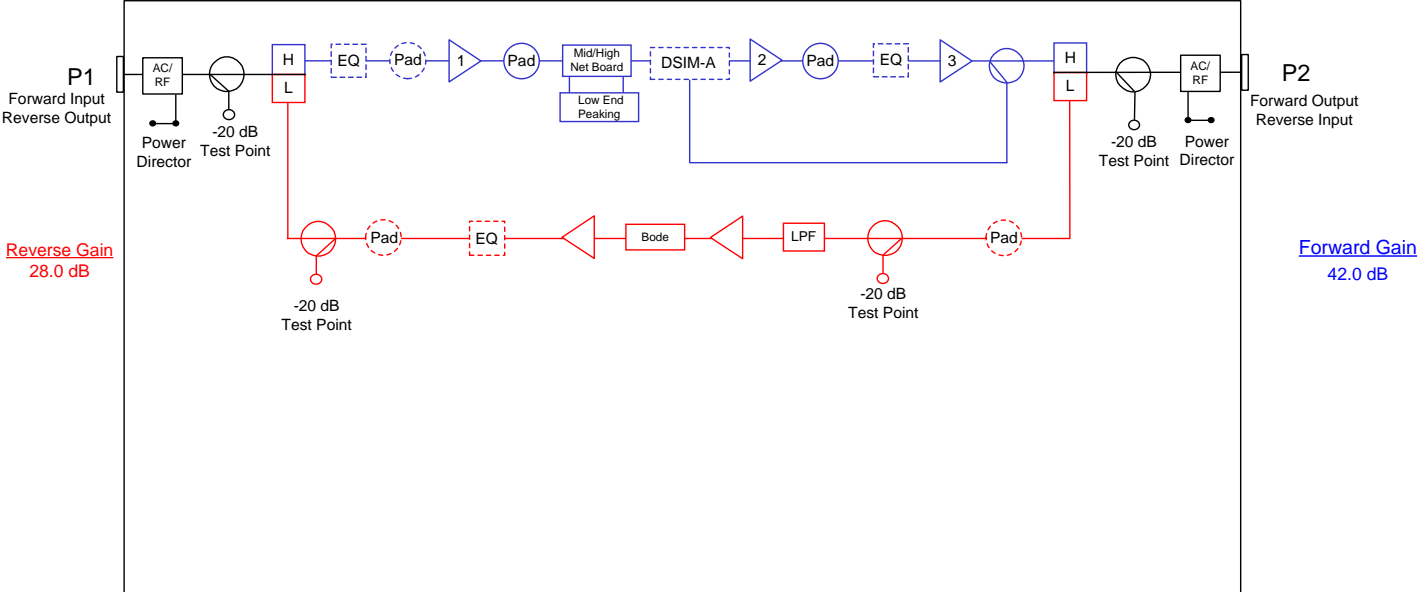 P1
Forward Input
Reverse Output
AC/
RF
Power
Director
-20 dB
Test Point
H
L
EQ
Pad
1
Pad
Mid/High
Net Board
Low End
Peaking
DSIM-A
2
Pad
EQ
3
H
L
-20 dB
Test Point
AC/
RF
Power
Director
P2
Forward Output
Reverse Input
Reverse Gain
28.0 dB
-20 dB
Test Point
Pad
EQ
Bode
LPF
-20 dB
Test Point
Pad
Forward Gain
42.0 dB